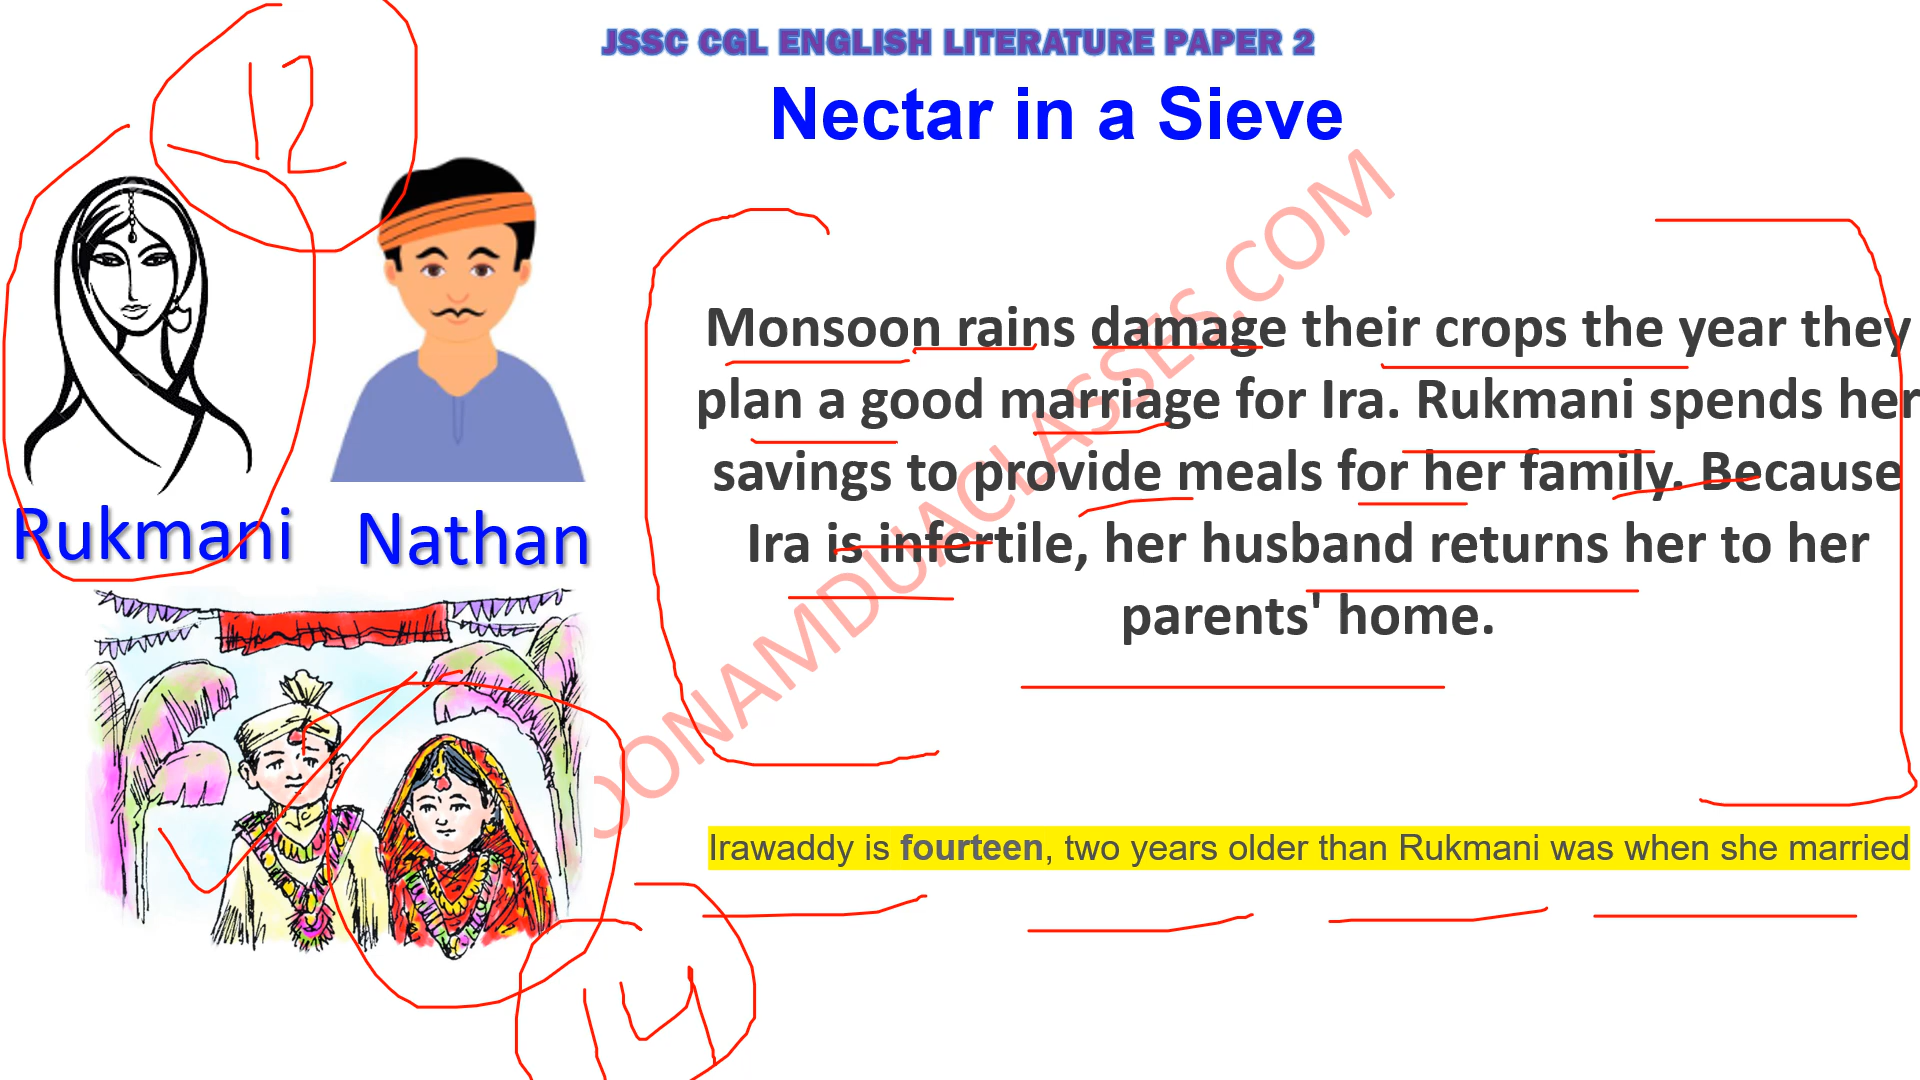 JSSC CGL ENGLISH LITERATURE PAPER 2
Nectar in a Sieve
12
Rukmani
Nathan
Monsoon rains damage their crops the year they
plan a good marriage for Ira. Rukmani spends her
savings to provide meals for her family. Because
Ira is infertile, her husband returns her to her
parents' home.
OONAMDUACLASSES.COM
Irawaddy is fourteen, two years older than Rukmani was when she married
14